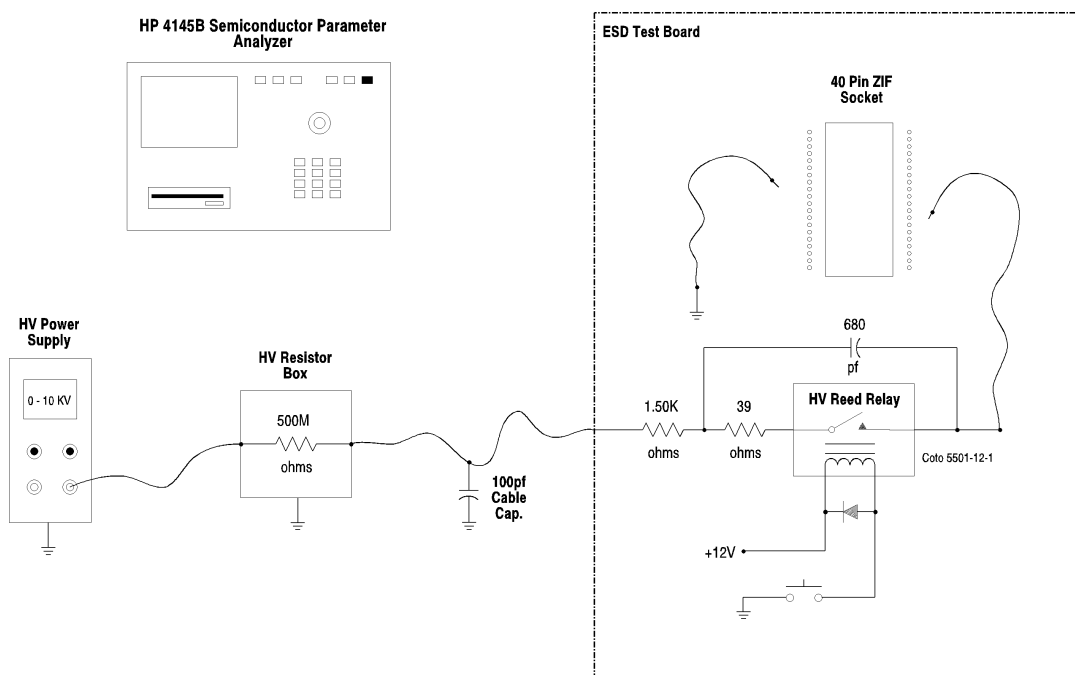 HP 4145B Semiconductor Parameter
Analyzer
ESD Test Board
40 Pin ZIF
Socket
HV Power
Supply
0 - 10 KV
HV Resistor
Box
500M
ohms
100pf
Cable
Cap.
1.50K
ohms
39
ohms
680
pf
HV Reed Relay
Coto 5501-12-1
+12V